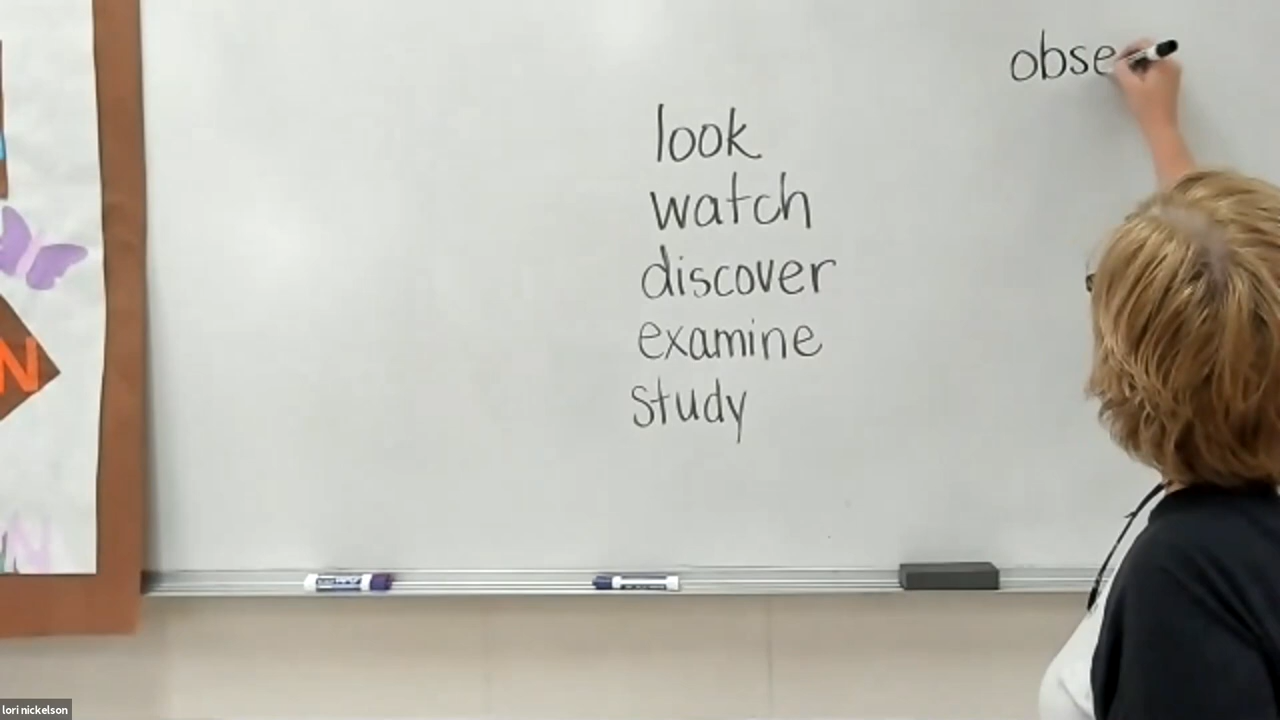 obse
look
watch
discover
examine
study
N
N
lori nickelson